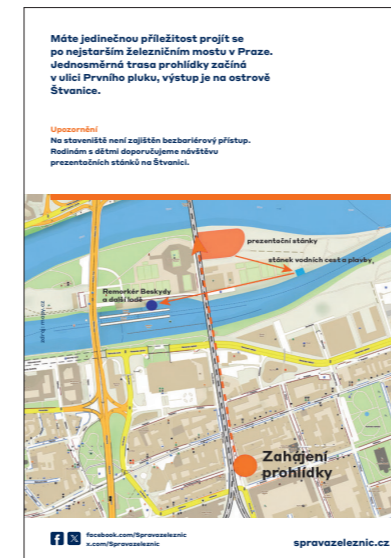 Máte jedinečnou příležitost projít se
po nejstarším železničním mostu v Praze.
Jednosměrná trasa prohlídky začíná
v ulici Prvního pluku, výstup je na ostrově
Štvanice.
Upozornění
Na staveniště není zajištěn bezbariérový přístup.
Rodinám s dětmi doporučujeme návštěvu
prezentačních stánků na Štvanici.
prezentační stánky
stánek vodních cest a plavby
Remorkér Beskydy
a další lodě
Zahájení
prohlídky
facebook.com/Spravazeleznic
x.com/Spravazeleznic
spravazeleznic.cz